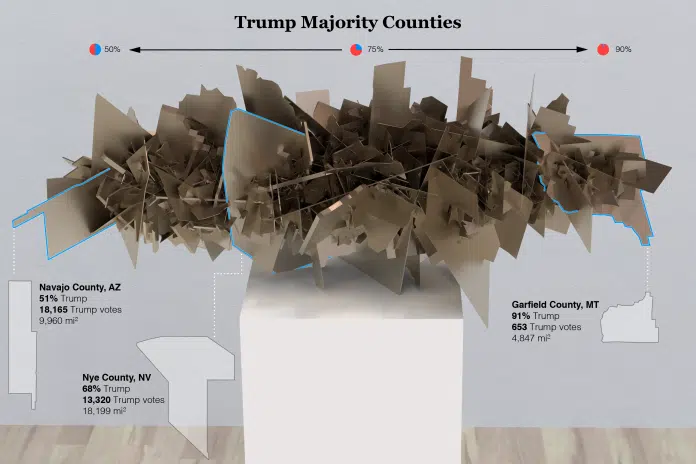 Trump Majority Counties
50%
75%
90%
Navajo County, AZ
51% Trump
18,165 Trump votes
9,960 mi²
Nye County, NV
68% Trump
13,320 Trump votes
18,199 mi²
Garfield County, MT
91% Trump
653 Trump votes
4,847 mi²